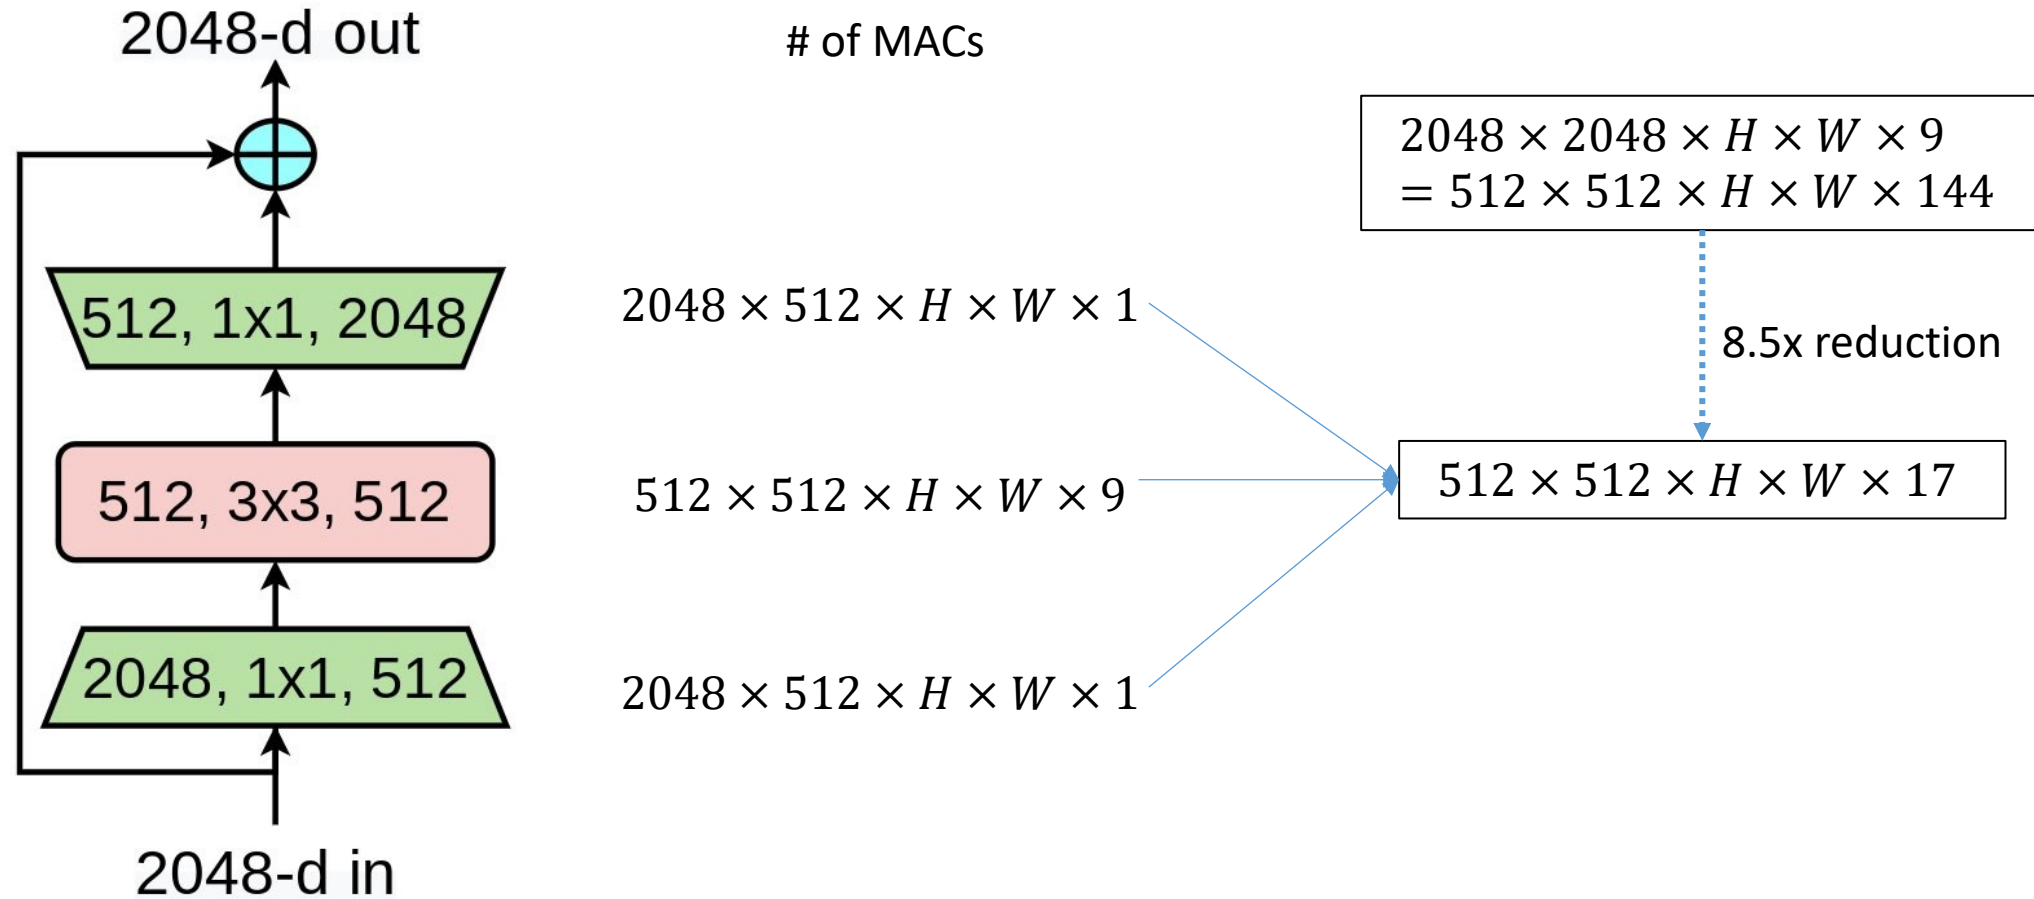 2048-d out
# of MACs
2048 × 2048 × H × W × 9
= 512 × 512 × H × W × 144
512, 1x1, 2048
2048 × 512 × H × W × 1
8.5x reduction
512, 3x3, 512
512 × 512 × H × W × 9
512 × 512 × H × W × 17
2048, 1x1, 512
2048 × 512 × H × W × 1
2048-d in